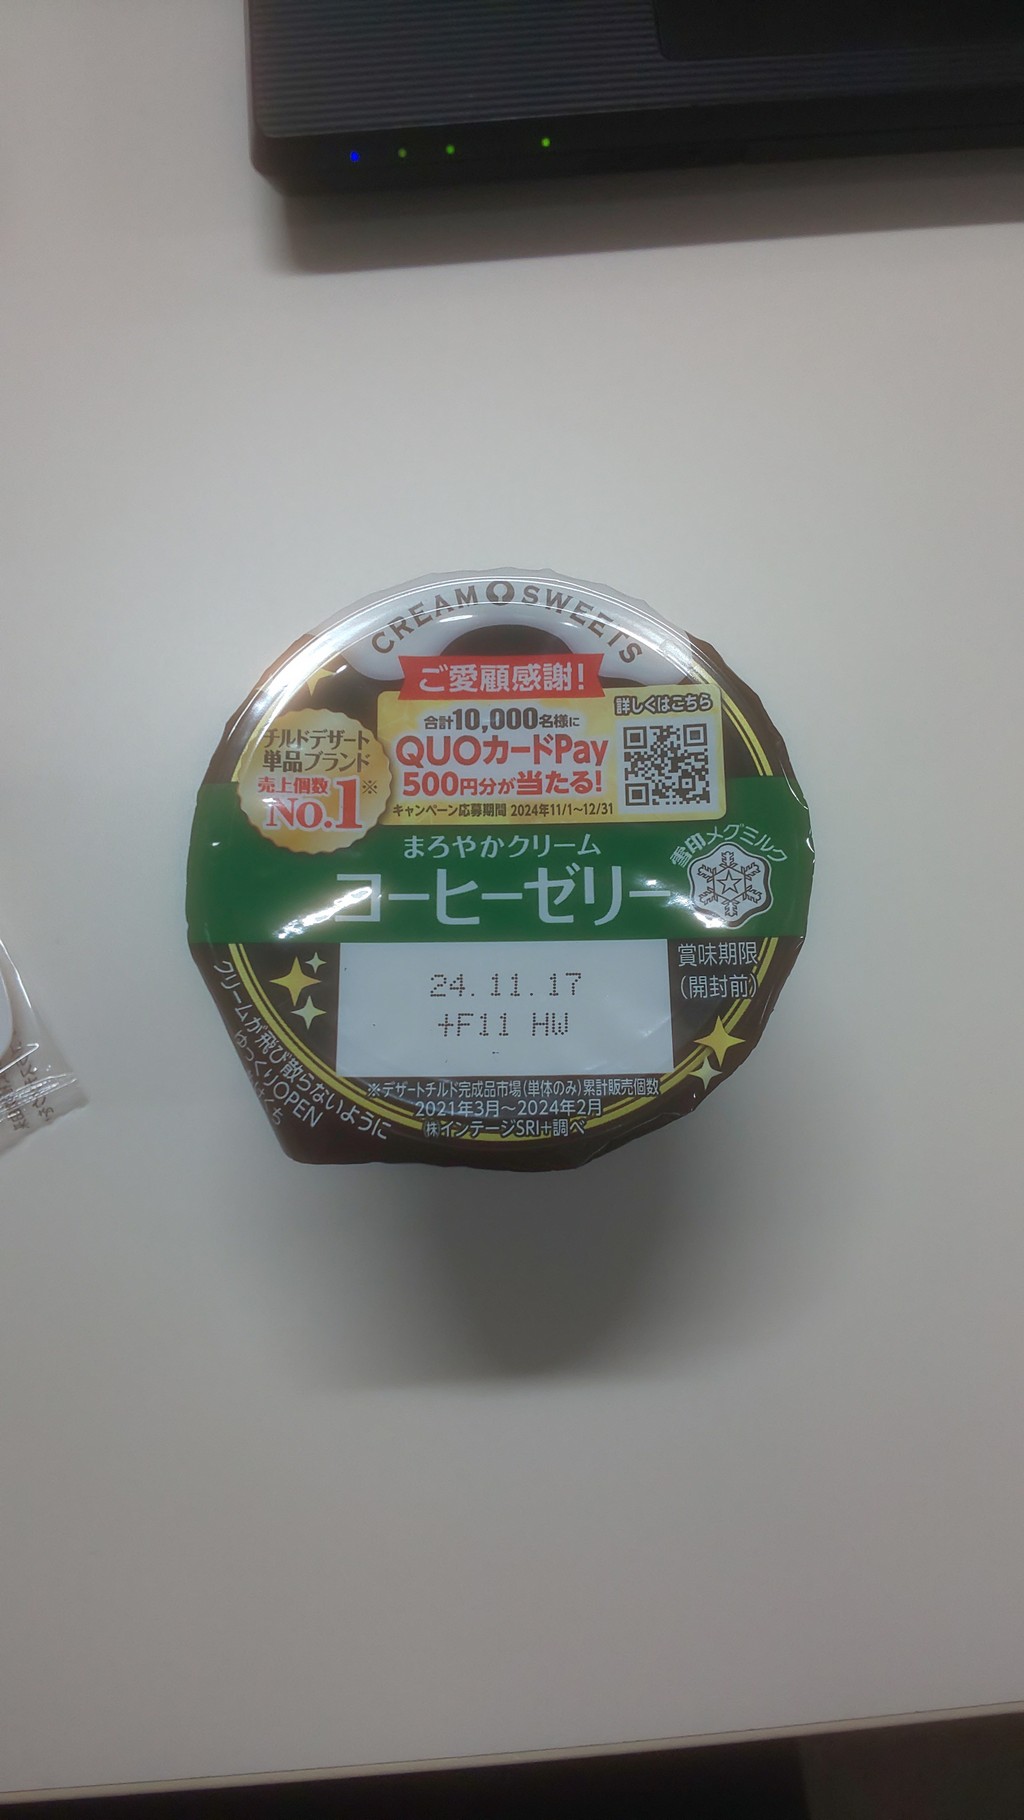 CREAM SWEETS
ご愛顧感謝!
合計10,000名様に
QUOカードPay
500円分が当たる!
キャンペーン応募期間 2024年11/1~12/31
詳しくはこちら
チルドデザート
単品ブランド
売上個数※
No.1
まろやかクリーム
コーヒーゼリー
雪印メグミルク
賞味期限
(開封前)
24.11.17
+F11 HW
クリームが飛び散らないように
ゆっくりOPEN
※デザートチルド完成品市場(単体のみ)累計販売個数
2021年3月~2024年2月
㈱インテージSRI+調べ